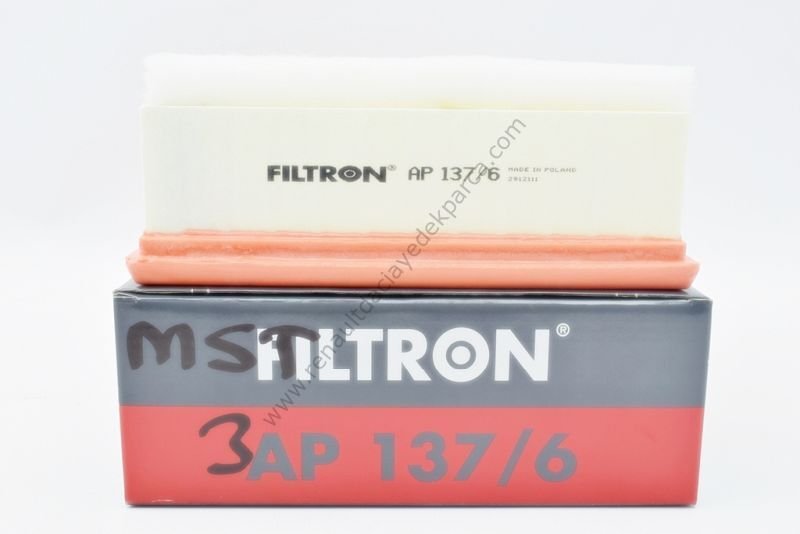 FILTRON® AP 137/6 MADE IN POLAND
2912111
MST FILTRON®
3 AP 137/6
www.renaultdaciayedekparca.com